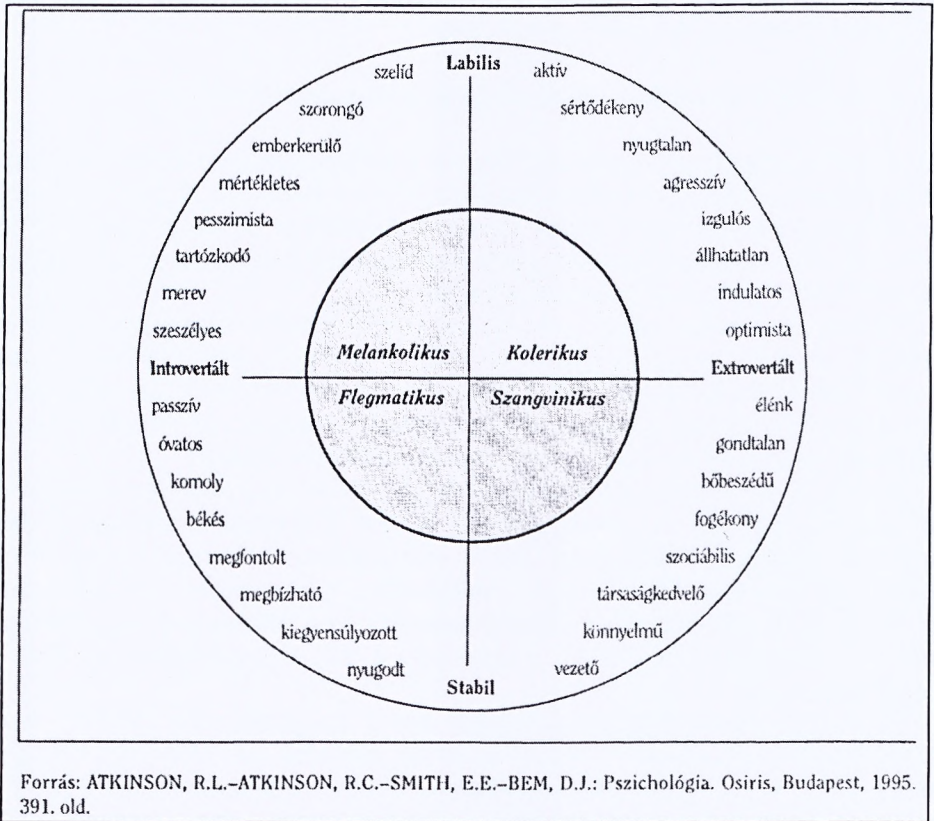 szelíd Labilis aktív
szorongó sértődékeny
emberkerülő nyugtalan
mértékletes agresszív
pesszimista izgulós
tartózkodó állhatatlan
merev indulatos
szeszélyes optimista
Melankolikus Kolerikus
Introvertált Extrovertált
Flegmatikus Szangvinikus
passzív élénk
óvatos gondtalan
komoly bőbeszédű
békés fogékony
megfontolt szociábilis
megbízható társaságkedvelő
kiegyensúlyozott könnyelmű
nyugodt vezető
Stabil
Forrás: ATKINSON, R.L.–ATKINSON, R.C.–SMITH, E.E.–BEM, D.J.: Pszichológia. Osiris, Budapest, 1995.
391. old.